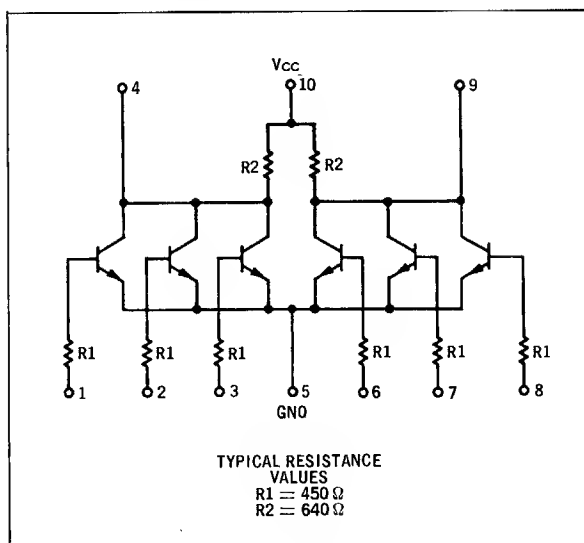 Vcc
4
10
9
R2
R2
R1
R1
R1
R1
R1
R1
1
2
3
5
6
7
8
GNO
TYPICAL RESISTANCE
VALUES
R1 = 450 Ω
R2 = 640 Ω